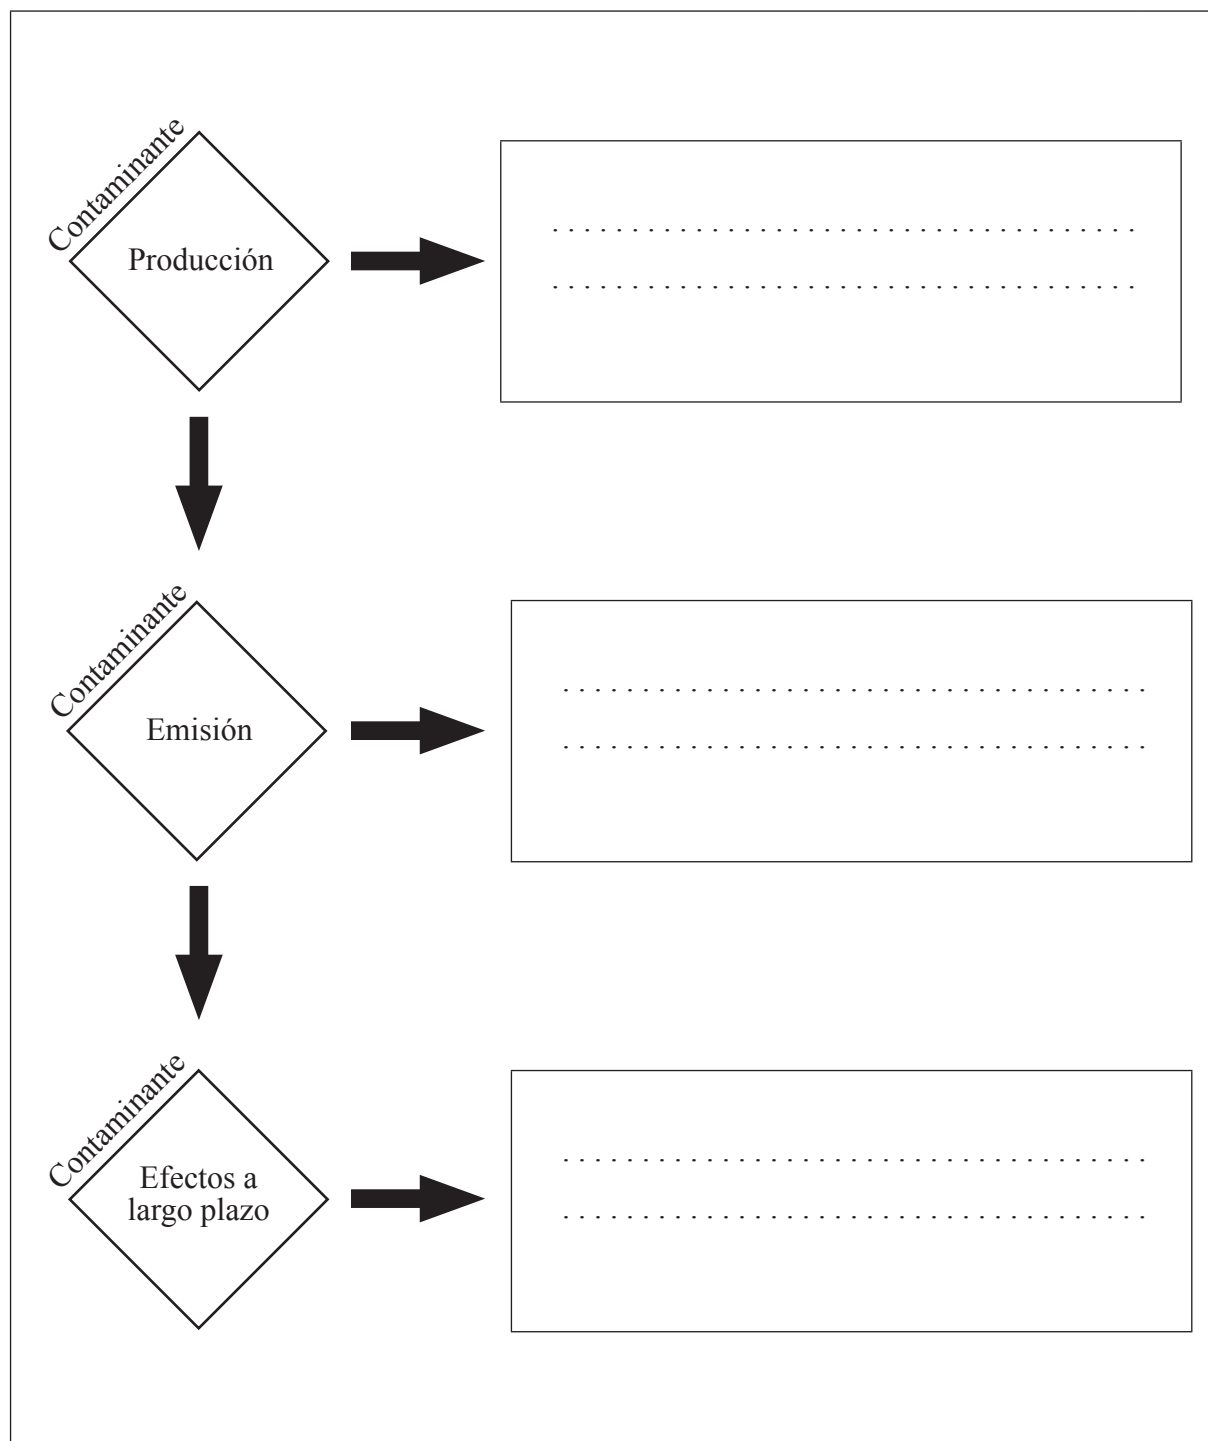 Contaminante
Producción
Contaminante
Emisión
Contaminante
Efectos a
largo plazo